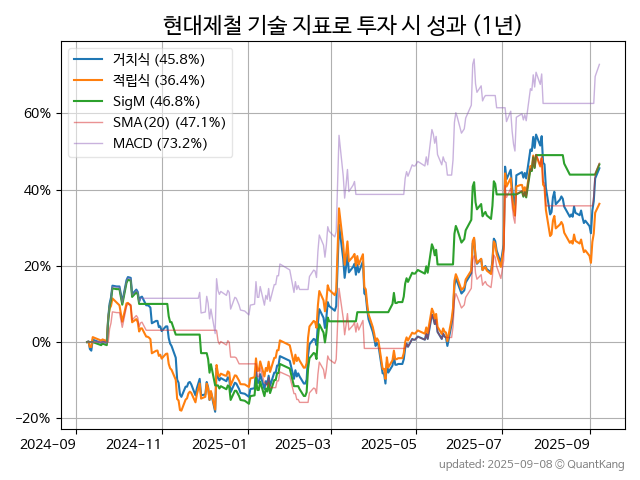 현대제철 기술 지표로 투자 시 성과 (1년)
거치식 (45.8%)
적립식 (36.4%)
SigM (46.8%)
SMA(20) (47.1%)
MACD (73.2%)
60%
40%
20%
0%
−20%
2024-09 2024-11 2025-01 2025-03 2025-05 2025-07 2025-09
updated: 2025-09-08 © QuantKang